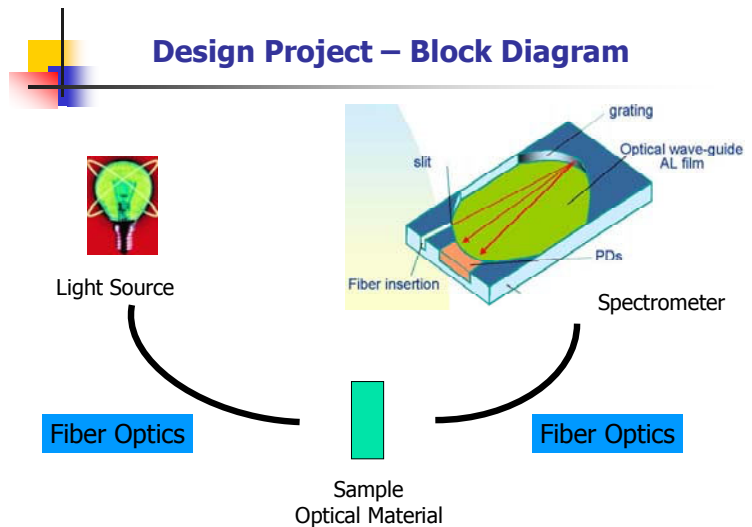 Design Project – Block Diagram
grating
Optical wave-guide
AL film
slit
PDs
Fiber insertion
Light Source
Spectrometer
Fiber Optics
Fiber Optics
Sample
Optical Material